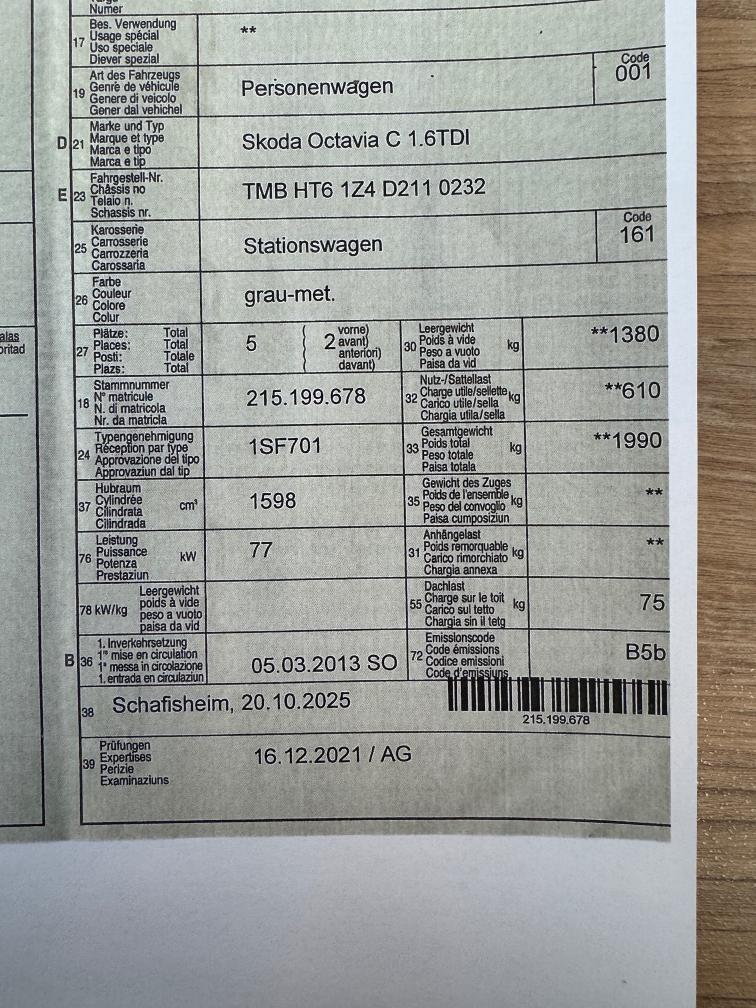 Numer
17
Bes. Verwendung
Usage spécial
Uso speciale
Diever spezial
**
19
Art des Fahrzeugs
Genre de véhicule
Genere di veicolo
Gener dal vehichel
Personenwagen
Code
001
D 21
Marke und Typ
Marque et type
Marca e tipo
Marca e tip
Skoda Octavia C 1.6TDI
E 23
Fahrgestell-Nr.
Châssis no
Telaio n.
Schassis nr.
TMB HT6 1Z4 D211 0232
25
Karosserie
Carrosserie
Carrozzeria
Carossaria
Stationswagen
Code
161
26
Farbe
Couleur
Colore
Colur
grau-met.
27
Plätze: Total
Places: Total
Posti: Totale
Plazs: Total
5
2
vorne)
avant)
anteriori)
davant)
30
Leergewicht
Poids à vide
Peso a vuoto
Paisa da vid
kg
**1380
18
Stammnummer
N° matricule
N. di matricola
Nr. da matricla
215.199.678
32
Nutz-/Sattellast
Charge utile/sellette
Carico utile/sella
Chargia utila/sella
kg
**610
24
Typengenehmigung
Réception par type
Approvazione del tipo
Approvaziun dal tip
1SF701
33
Gesamtgewicht
Poids total
Peso totale
Paisa totala
kg
**1990
37
Hubraum
Cylindrée
Cilindrata
Cilindrada
cm³
1598
35
Gewicht des Zuges
Poids de l'ensemble
Peso del convoglio
Paisa cumposiziun
kg
**
76
Leistung
Puissance
Potenza
Prestaziun
kW
77
31
Anhängelast
Poids remorquable
Carico rimorchiato
Chargia annexa
kg
**
78 kW/kg
Leergewicht
poids à vide
peso a vuoto
paisa da vid
55
Dachlast
Charge sur le toit
Carico sul tetto
Chargia sin il tetg
kg
75
B 36
1. Inverkehrsetzung
1re mise en circulation
1a messa in circolazione
1. entrada en circulaziun
05.03.2013 SO
72
Emissionscode
Code émissions
Codice emissioni
Code d'emissiuns
B5b
38
Schafisheim, 20.10.2025
215.199.678
39
Prüfungen
Expertises
Perizie
Examinaziuns
16.12.2021 / AG